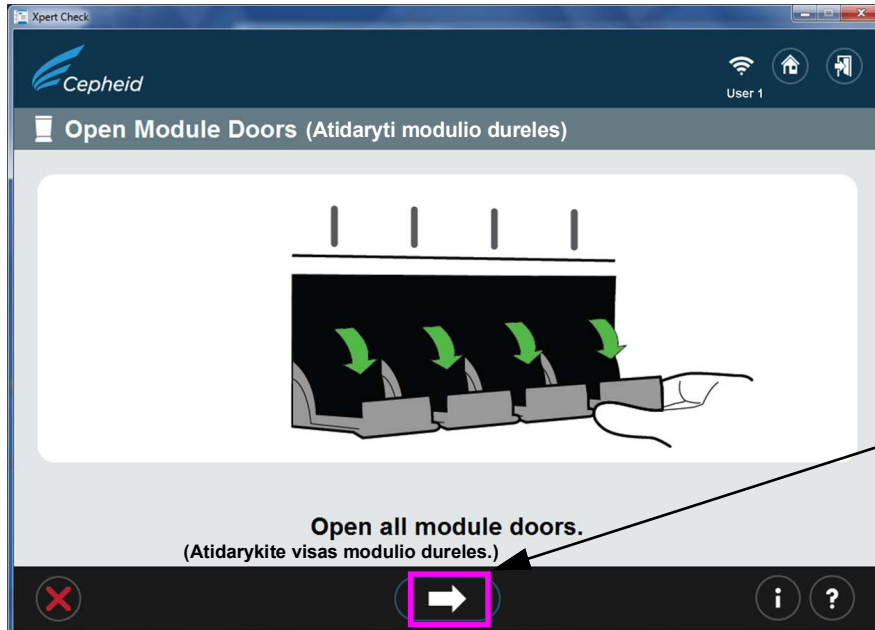 Xpert Check
Cepheid
User 1
Open Module Doors (Atidaryti modulio dureles)
Open all module doors.
(Atidarykite visas modulio dureles.)
i ?